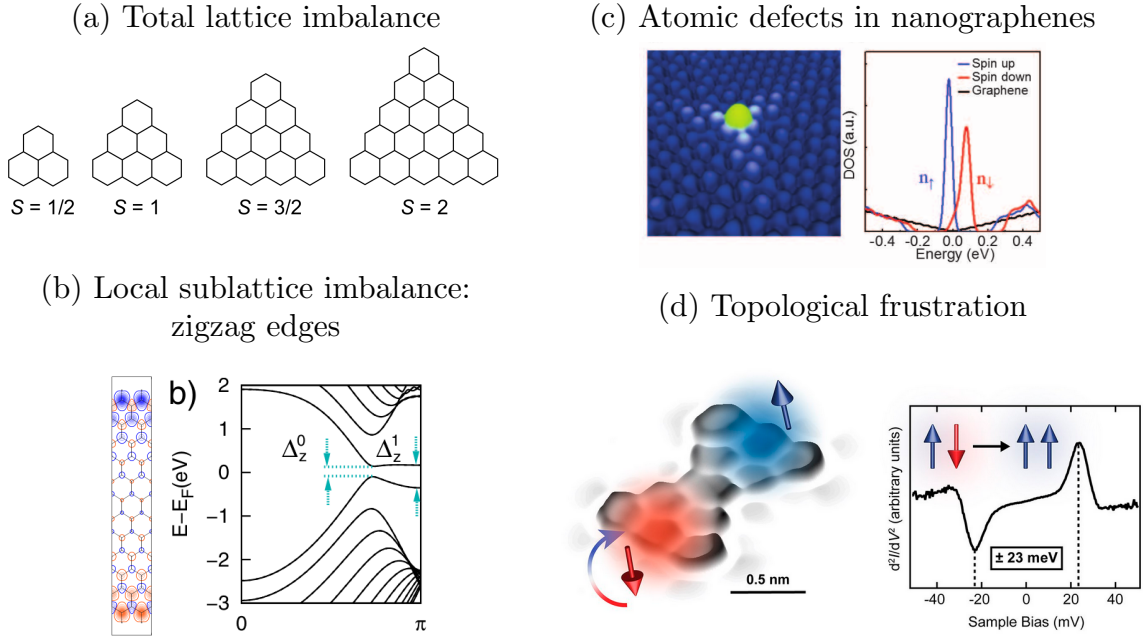 (a) Total lattice imbalance
S = 1/2
S = 1
S = 3/2
S = 2
(b) Local sublattice imbalance:
zigzag edges
b)
E−E_F(eV)
2
1
0
−1
−2
−3
Δ_z^0
Δ_z^1
0
π
(c) Atomic defects in nanographenes
DOS (a.u.)
Spin up
Spin down
Graphene
n↑
n↓
-0.4
-0.2
0.0
0.2
0.4
Energy (eV)
(d) Topological frustration
0.5 nm
d²I/dV² (arbitrary units)
± 23 meV
-40
-20
0
20
40
Sample Bias (mV)